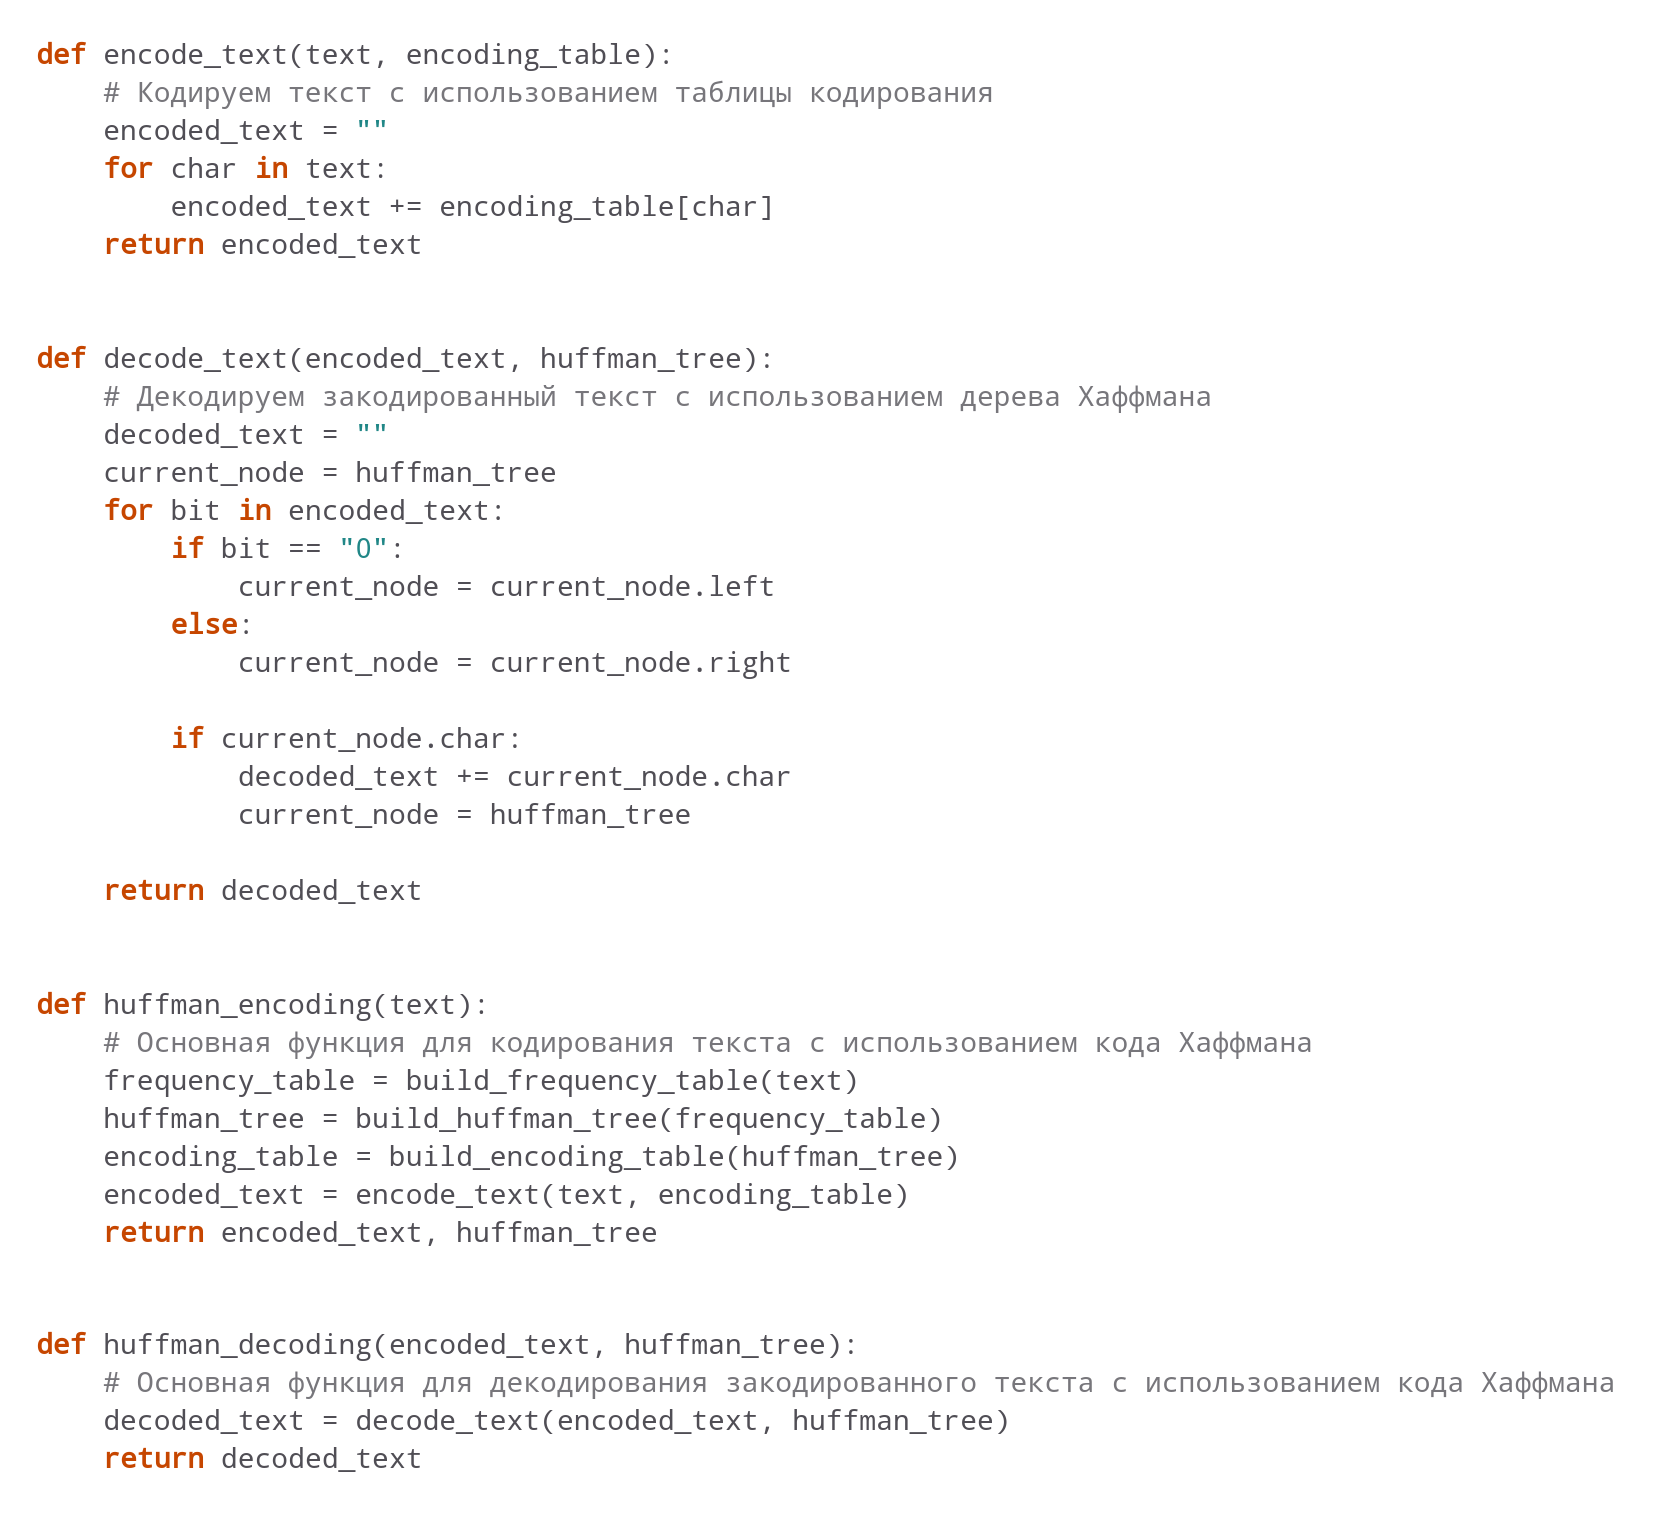 def encode_text(text, encoding_table):
    # Кодируем текст с использованием таблицы кодирования
    encoded_text = ""
    for char in text:
        encoded_text += encoding_table[char]
    return encoded_text
def decode_text(encoded_text, huffman_tree):
    # Декодируем закодированный текст с использованием дерева Хаффмана
    decoded_text = ""
    current_node = huffman_tree
    for bit in encoded_text:
        if bit == "0":
            current_node = current_node.left
        else:
            current_node = current_node.right
        if current_node.char:
            decoded_text += current_node.char
            current_node = huffman_tree
    return decoded_text
def huffman_encoding(text):
    # Основная функция для кодирования текста с использованием кода Хаффмана
    frequency_table = build_frequency_table(text)
    huffman_tree = build_huffman_tree(frequency_table)
    encoding_table = build_encoding_table(huffman_tree)
    encoded_text = encode_text(text, encoding_table)
    return encoded_text, huffman_tree
def huffman_decoding(encoded_text, huffman_tree):
    # Основная функция для декодирования закодированного текста с использованием кода Хаффмана
    decoded_text = decode_text(encoded_text, huffman_tree)
    return decoded_text